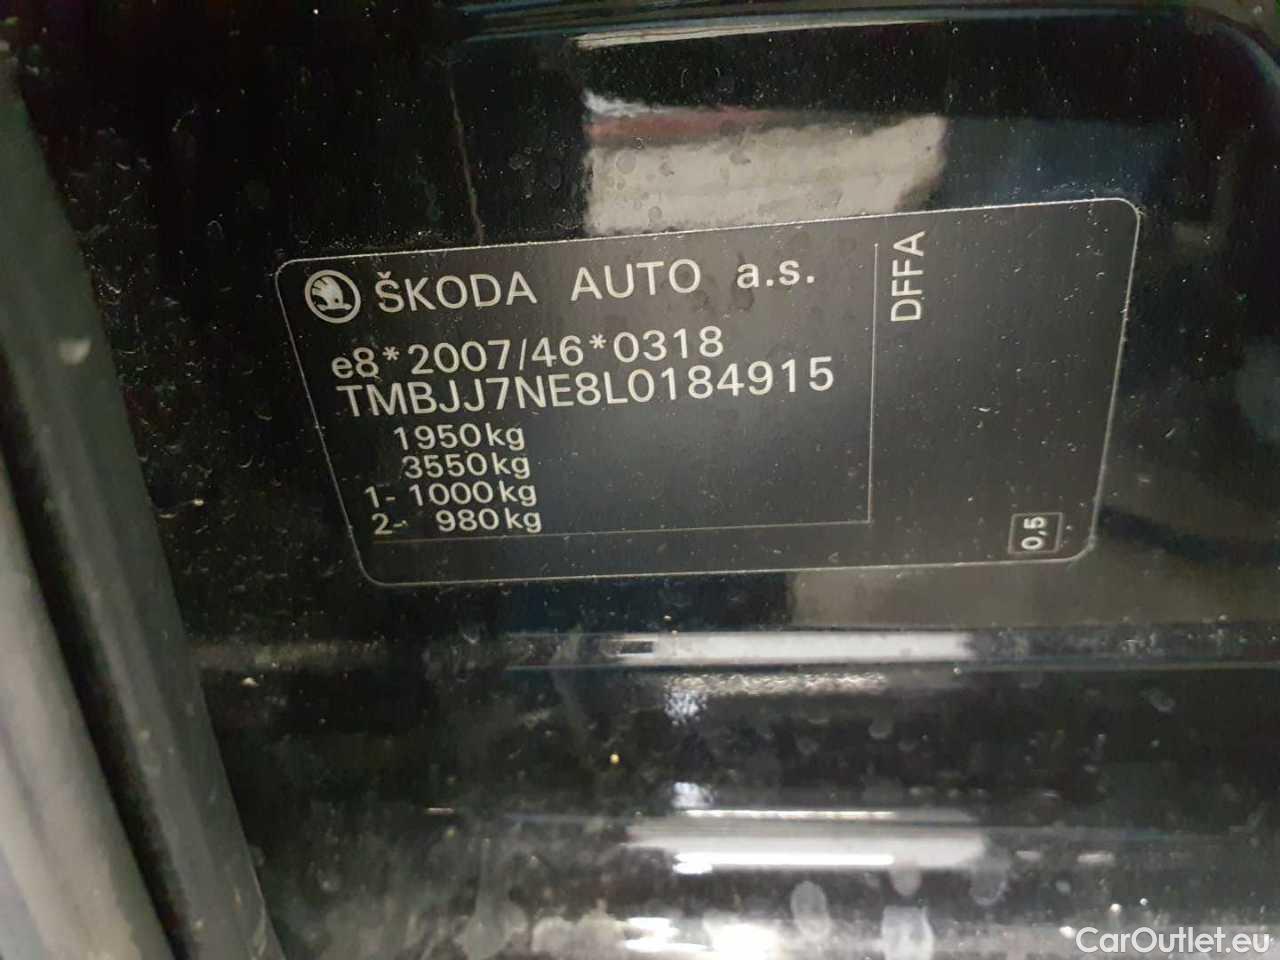 ŠKODA AUTO a.s.
e8*2007/46*0318
TMBJJ7NE8L0184915
1950kg
3550kg
1- 1000kg
2- 980kg
DFFA
0,5
CarOutlet.eu